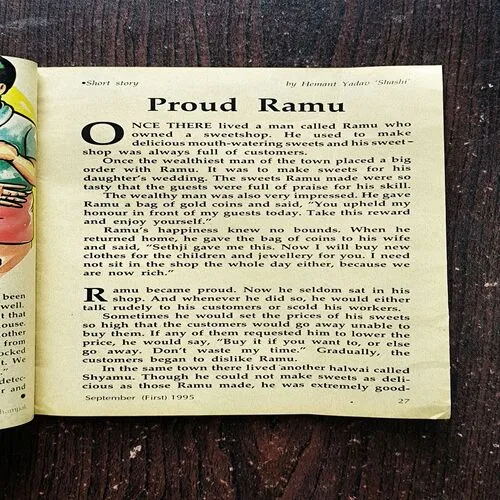 been
well.
t that
ouse.
other
from
ocked
t. We
."
detec-
r and
•Short story
by Hemant Yadav 'Shashi'
Proud Ramu
ONCE THERE lived a man called Ramu who
owned a sweetshop. He used to make
delicious mouth-watering sweets and his sweet-
shop was always full of customers.
Once the wealthiest man of the town placed a big
order with Ramu. It was to make sweets for his
daughter's wedding. The sweets Ramu made were so
tasty that the guests were full of praise for his skill.
The wealthy man was also very impressed. He gave
Ramu a bag of gold coins and said, "You upheld my
honour in front of my guests today. Take this reward
and enjoy yourself."
Ramu's happiness knew no bounds. When he
returned home, he gave the bag of coins to his wife
and said, "Sethji gave me this. Now I will buy new
clothes for the children and jewellery for you. I need
not sit in the shop the whole day either, because we
are now rich."
Ramu became proud. Now he seldom sat in his
shop. And whenever he did so, he would either
talk rudely to his customers or scold his workers.
Sometimes he would set the prices of his sweets
so high that the customers would go away unable to
buy them. If any of them requested him to lower the
price, he would say, "Buy it if you want to, or else
go away. Don't waste my time." Gradually, the
customers began to dislike Ramu.
In the same town there lived another halwai called
Shyamu. Though he could not make sweets as deli-
cious as those Ramu made, he was extremely good-
September (First) 1995
27